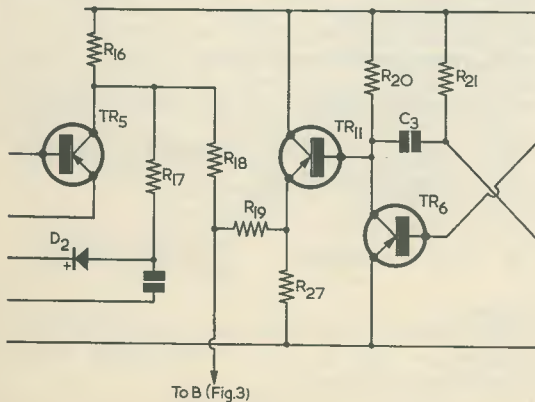 R16
TR5
R17
R18
R19
D2
+
TR11
R27
R20
R21
C3
TR6
To B (Fig.3)